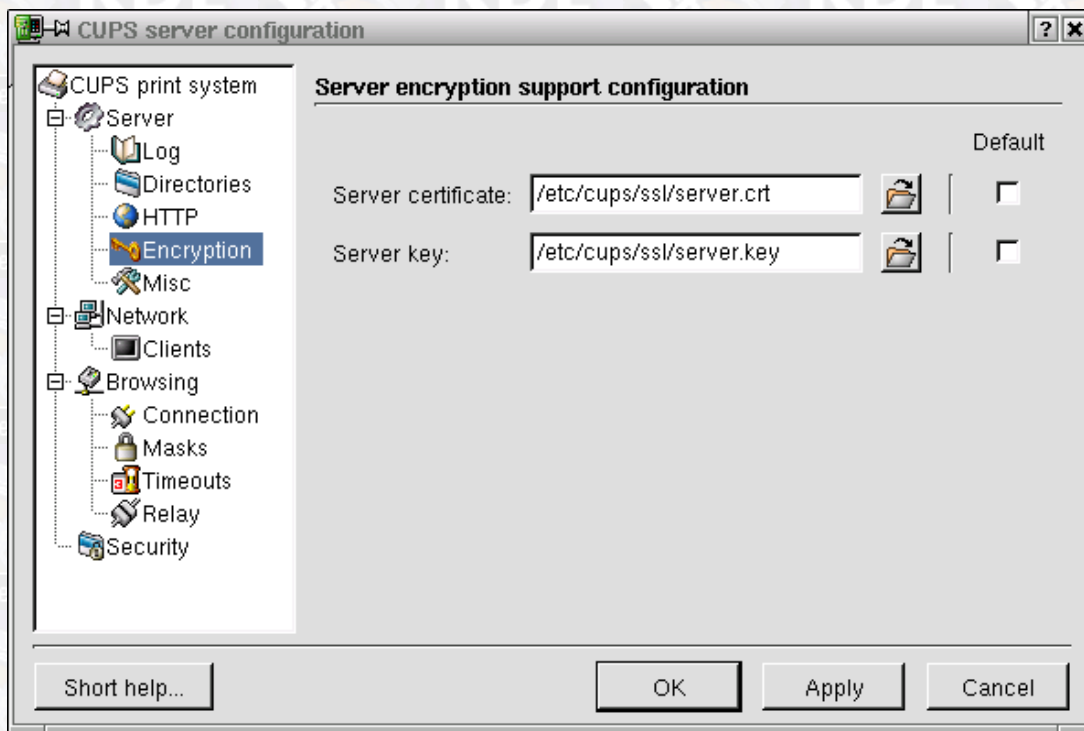 CUPS server configuration
CUPS print system
Server
Log
Directories
HTTP
Encryption
Misc
Network
Clients
Browsing
Connection
Masks
Timeouts
Relay
Security
Server encryption support configuration
Default
Server certificate: /etc/cups/ssl/server.crt
Server key: /etc/cups/ssl/server.key
Short help... OK Apply Cancel